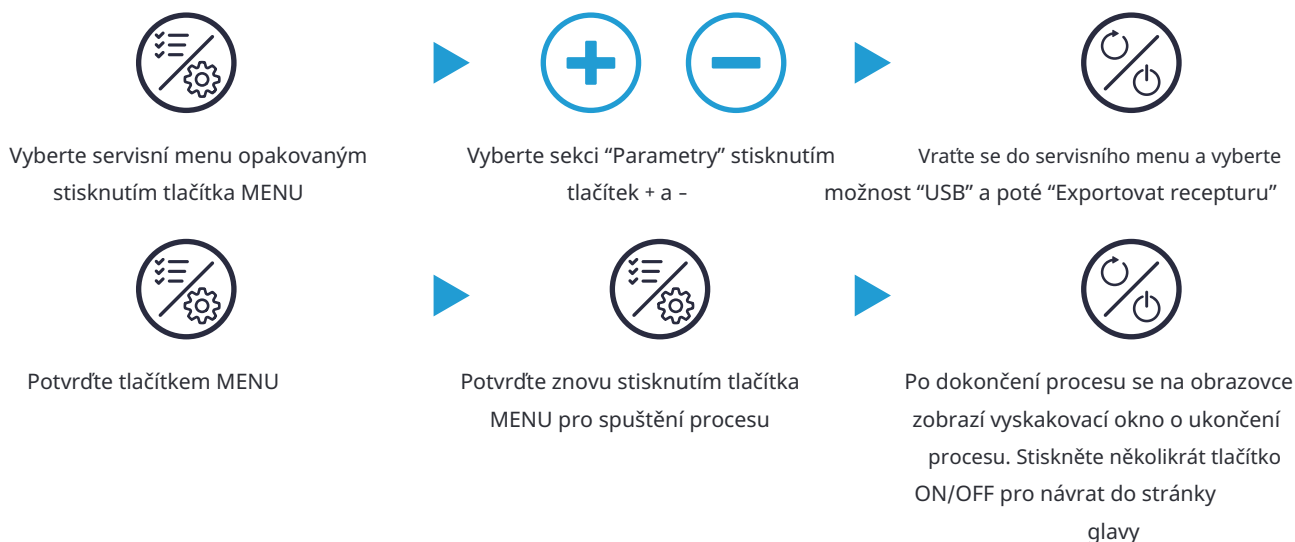 Vyberte servisní menu opakovaným
stisknutím tlačítka MENU
Vyberte sekci “Parametry” stisknutím
tlačítek + a –
Vraťte se do servisního menu a vyberte
možnost “USB” a poté “Exportovat recepturu”
Potvrďte tlačítkem MENU
Potvrďte znovu stisknutím tlačítka
MENU pro spuštění procesu
Po dokončení procesu se na obrazovce
zobrazí vyskakovací okno o ukončení
procesu. Stiskněte několikrát tlačítko
ON/OFF pro návrat do stránky
glavy